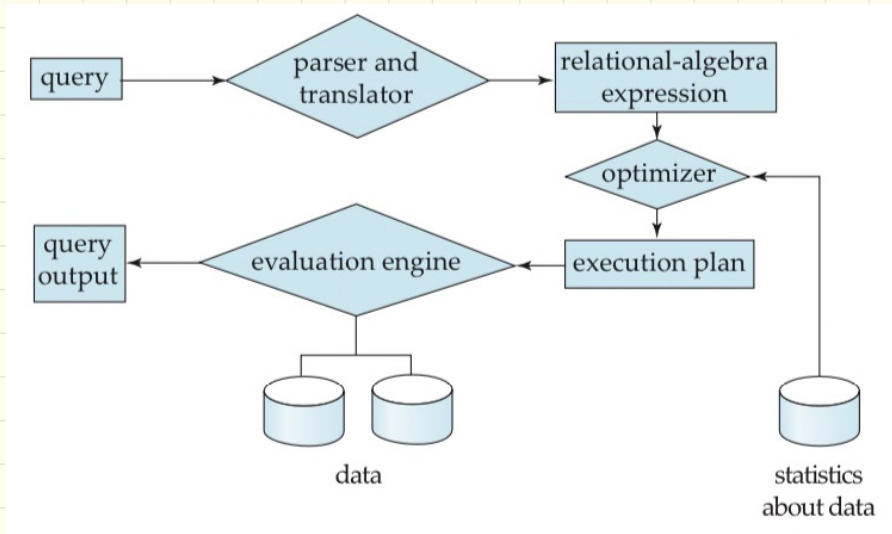 query
parser and
translator
relational-algebra
expression
optimizer
query
output
evaluation engine
execution plan
data
statistics
about data